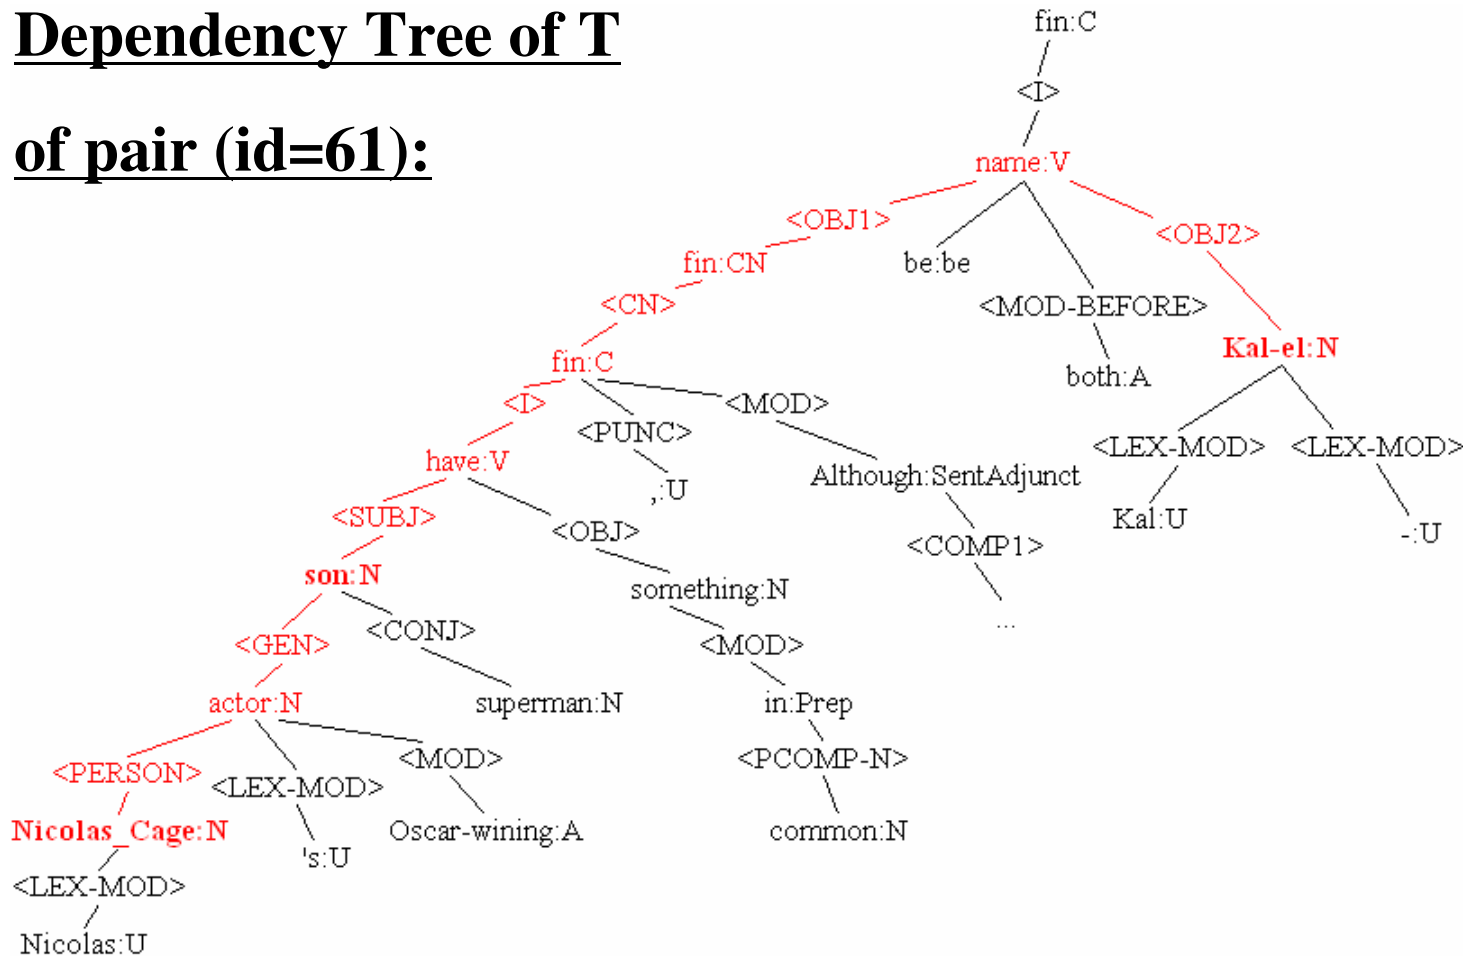 Dependency Tree of T
of pair (id=61):
fin:C
<I>
name:V
<OBJ1>
<OBJ2>
fin:CN
be:be
<CN>
<MOD-BEFORE>
Kal-el:N
fin:C
both:A
<I>
<PUNC>
<MOD>
<LEX-MOD>
<LEX-MOD>
have:V
,:U
Although:SentAdjunct
Kal:U
-:U
<SUBJ>
<OBJ>
<COMP1>
son:N
something:N
...
<GEN>
<CONJ>
<MOD>
actor:N
superman:N
in:Prep
<PERSON>
<LEX-MOD>
<MOD>
<PCOMP-N>
Nicolas_Cage:N
's:U
Oscar-wining:A
common:N
<LEX-MOD>
Nicolas:U